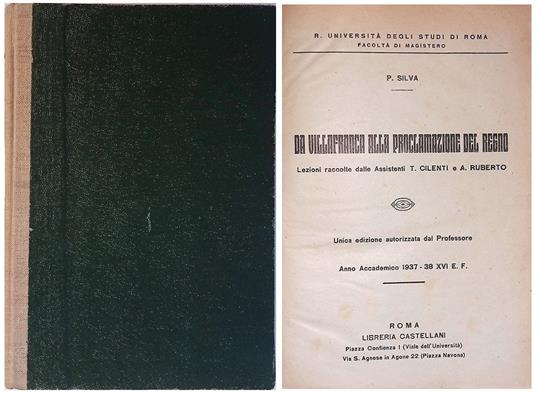 R. UNIVERSITÀ DEGLI STUDI DI ROMA
FACOLTÀ DI MAGISTERO
P. SILVA
DA VILLAFRANCA ALLA PROCLAMAZIONE DEL REGNO
Lezioni raccolte dalle Assistenti T. CILENTI e A. RUBERTO
Unica edizione autorizzata dal Professore
Anno Accademico 1937 - 38 XVI E. F.
ROMA
LIBRERIA CASTELLANI
Piazza Confienza 1 (Viale dell'Università)
Via S. Agnese in Agone 22 (Piazza Navona)